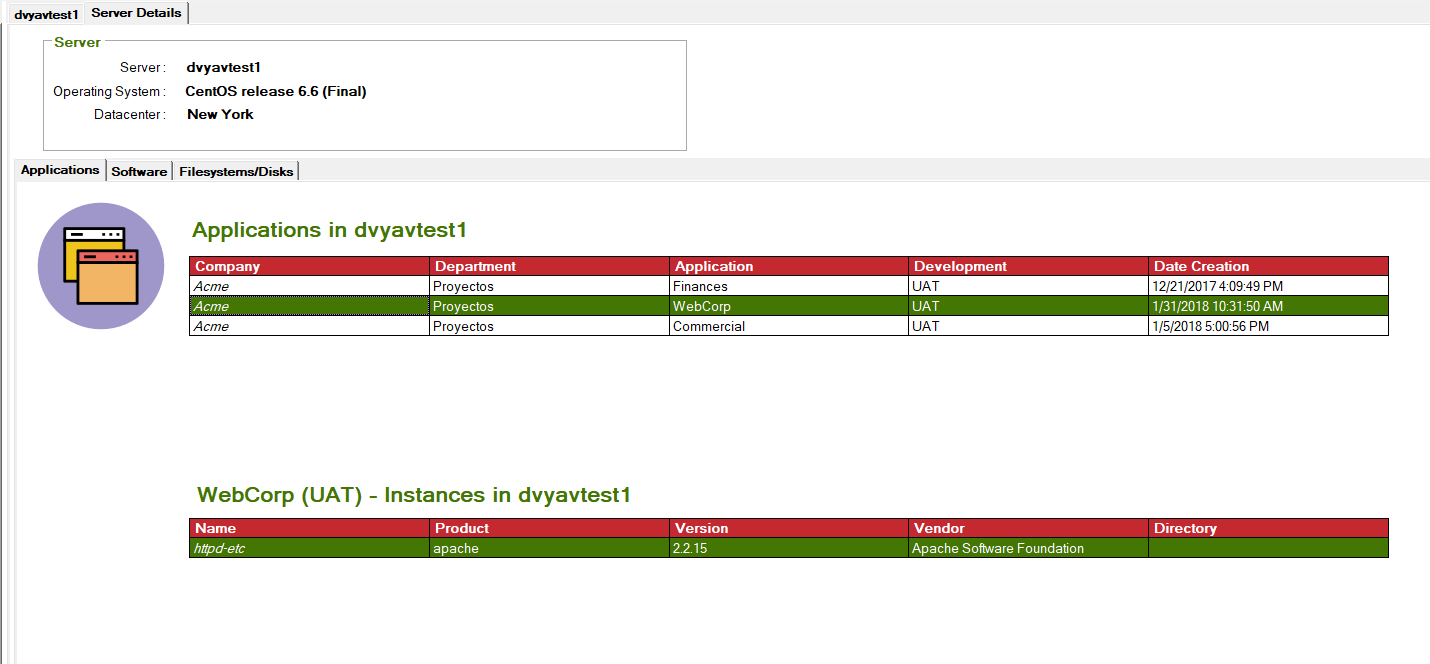 dvyavtest1 Server Details
Server
Server: dvyavtest1
Operating System: CentOS release 6.6 (Final)
Datacenter: New York
Applications Software Filesystems/Disks
Applications in dvyavtest1
Company Department Application Development Date Creation
Acme Proyectos Finances UAT 12/21/2017 4:09:49 PM
Acme Proyectos WebCorp UAT 1/31/2018 10:31:50 AM
Acme Proyectos Commercial UAT 1/5/2018 5:00:56 PM
WebCorp (UAT) - Instances in dvyavtest1
Name Product Version Vendor Directory
httpd-etc apache 2.2.15 Apache Software Foundation